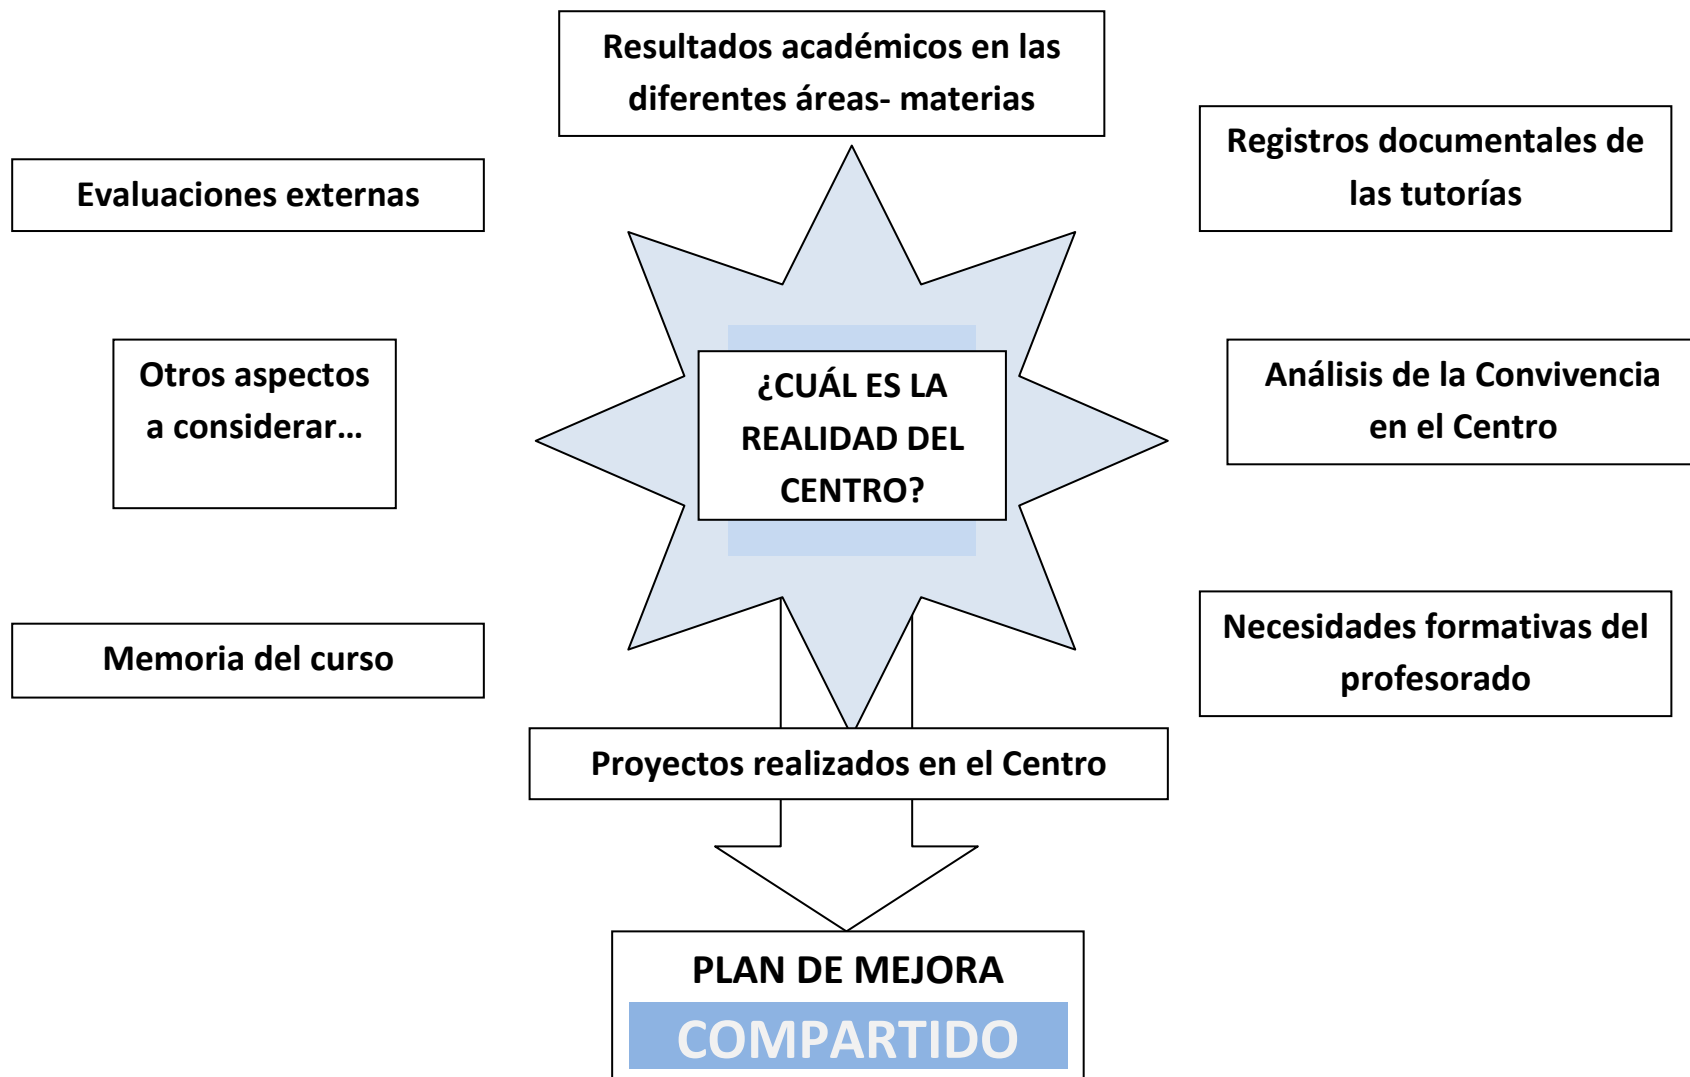 Resultados académicos en las
diferentes áreas- materias
Registros documentales de
las tutorías
Evaluaciones externas
Otros aspectos
a considerar...
¿CUÁL ES LA
REALIDAD DEL
CENTRO?
Análisis de la Convivencia
en el Centro
Memoria del curso
Necesidades formativas del
profesorado
Proyectos realizados en el Centro
PLAN DE MEJORA
COMPARTIDO